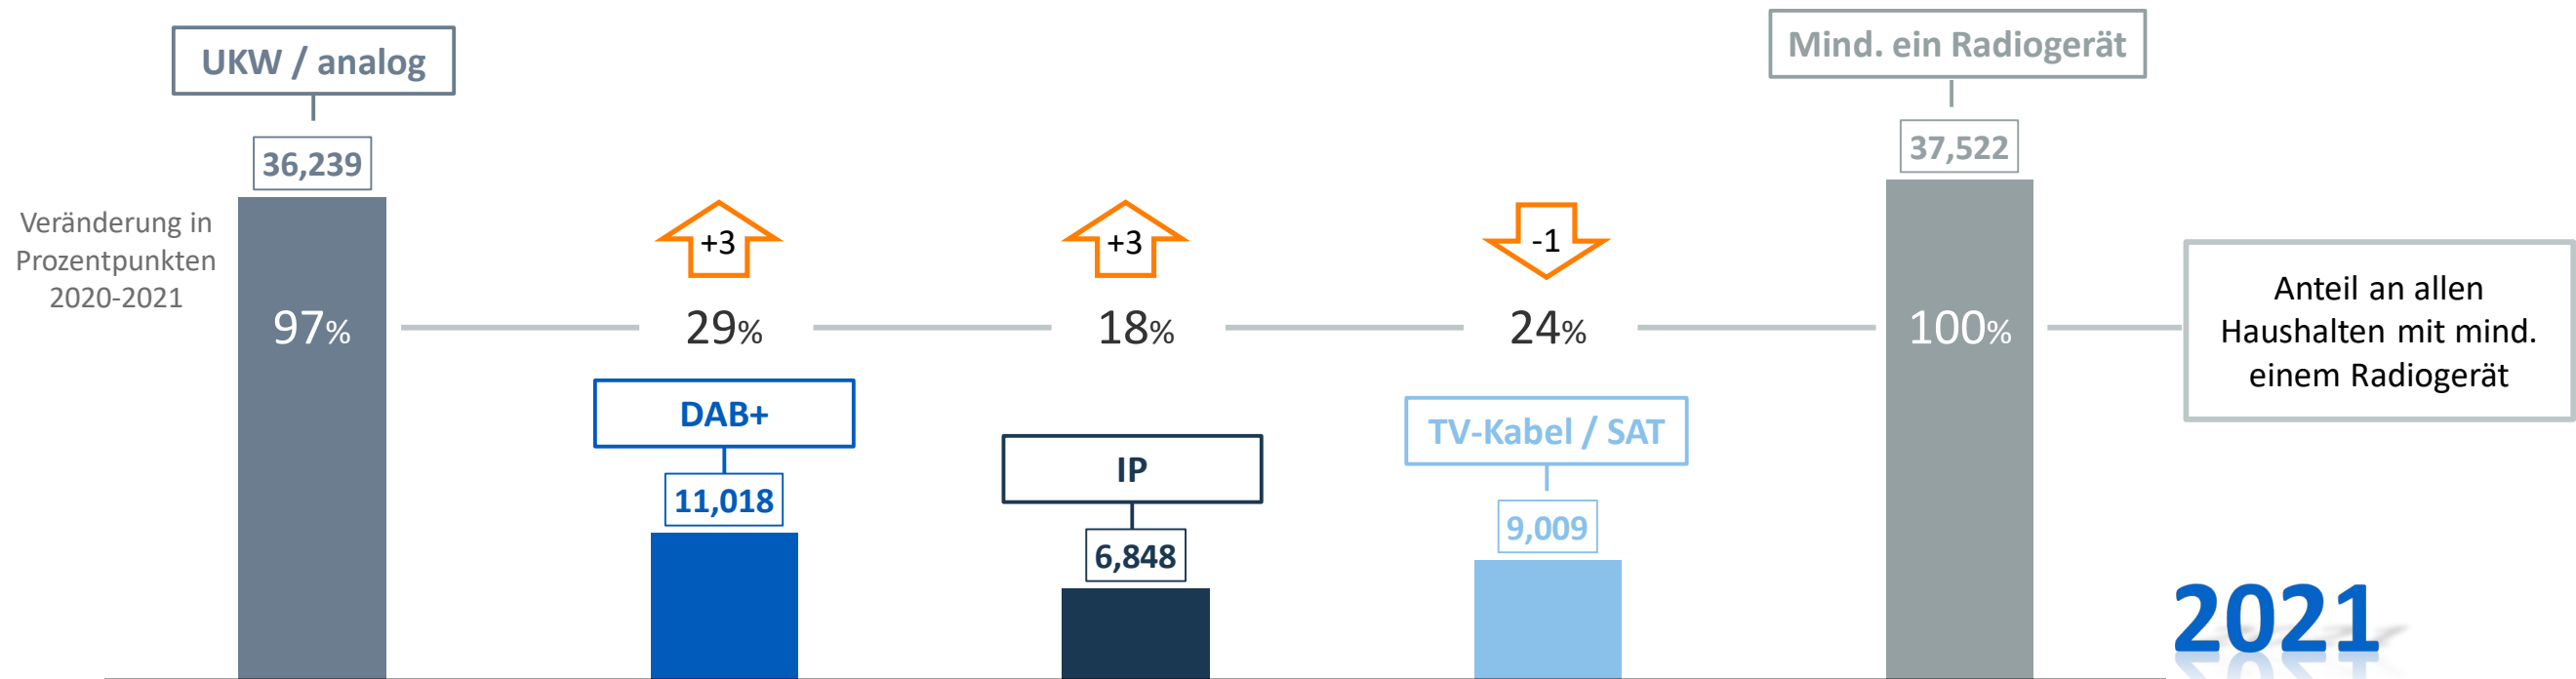 UKW / analog
36,239
Veränderung in
Prozentpunkten
2020-2021
97%
+3
29%
DAB+
11,018
+3
18%
IP
6,848
-1
24%
TV-Kabel / SAT
9,009
Mind. ein Radiogerät
37,522
100%
Anteil an allen
Haushalten mit mind.
einem Radiogerät
2021